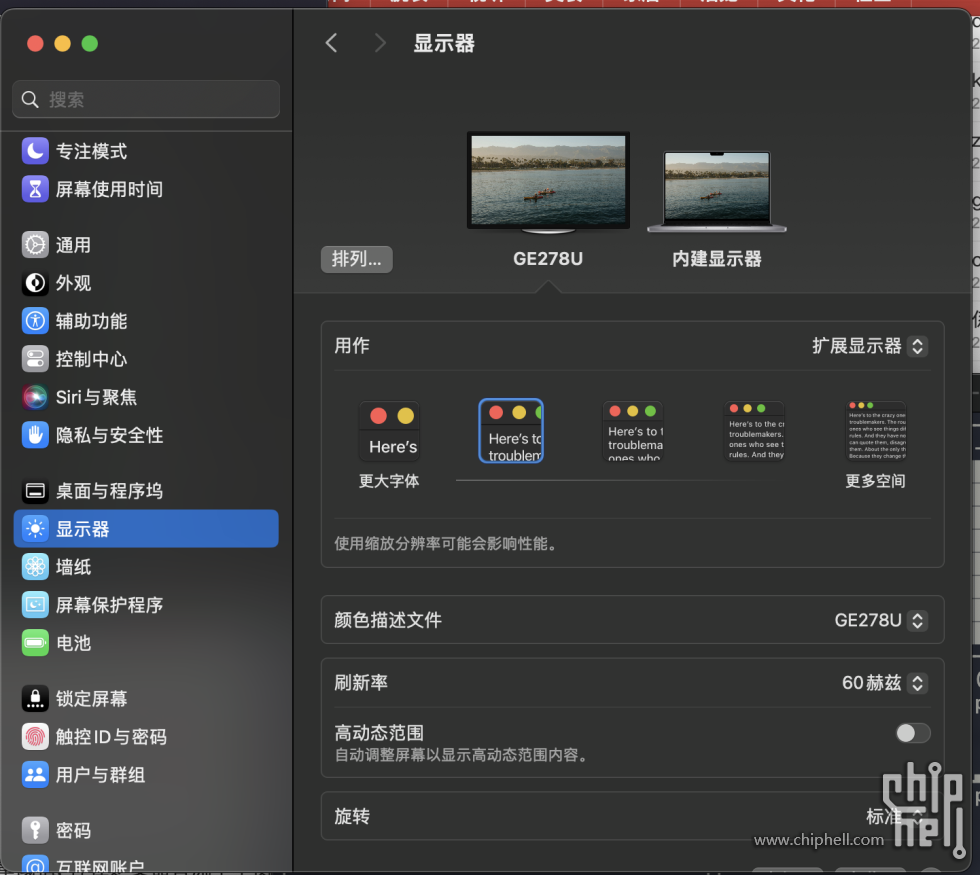 显示器
搜索
专注模式
屏幕使用时间
通用
外观
辅助功能
控制中心
Siri与聚焦
隐私与安全性
桌面与程序坞
显示器
墙纸
屏幕保护程序
电池
锁定屏幕
触控ID与密码
用户与群组
密码
互联网账户
排列...
GE278U
内建显示器
用作
扩展显示器
Here's
Here's to
troublem
Here's to t
troublema
ones who
Here's to the cr
troublemakers.
ones who see t
rules. And they
Here's to the crazy one
troublemakers. The rou
ones who see things dif
rules. And they have no
can quote them, disagr
them. About the only th
Because they change t
更大字体
更多空间
使用缩放分辨率可能会影响性能。
颜色描述文件
GE278U
刷新率
60赫兹
高动态范围
自动调整屏幕以显示高动态范围内容。
旋转
标准
chip
hell
www.chiphell.com